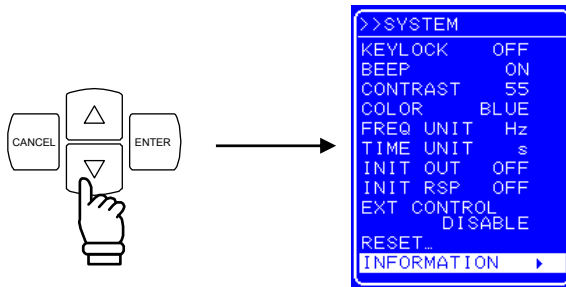 CANCEL
ENTER
>>SYSTEM
KEYLOCK OFF
BEEP ON
CONTRAST 55
COLOR BLUE
FREQ UNIT Hz
TIME UNIT s
INIT OUT OFF
INIT RSP OFF
EXT CONTROL
DISABLE
RESET…
INFORMATION